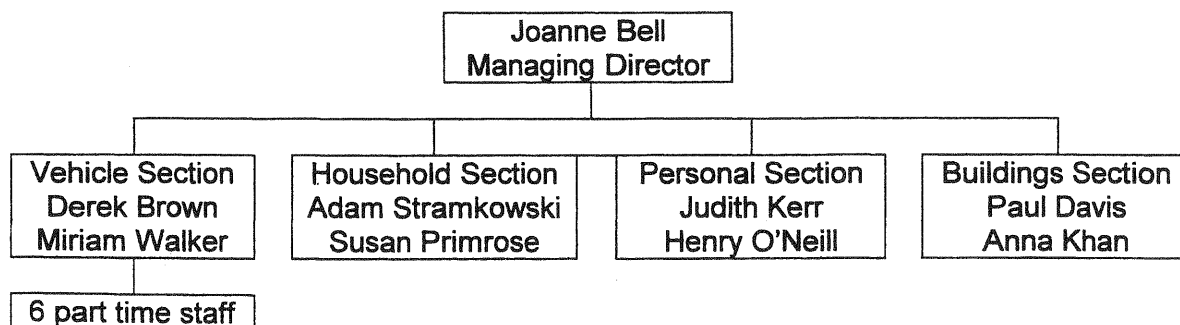 Joanne Bell
Managing Director
Vehicle Section
Derek Brown
Miriam Walker
Household Section
Adam Stramkowski
Susan Primrose
Personal Section
Judith Kerr
Henry O'Neill
Buildings Section
Paul Davis
Anna Khan
6 part time staff